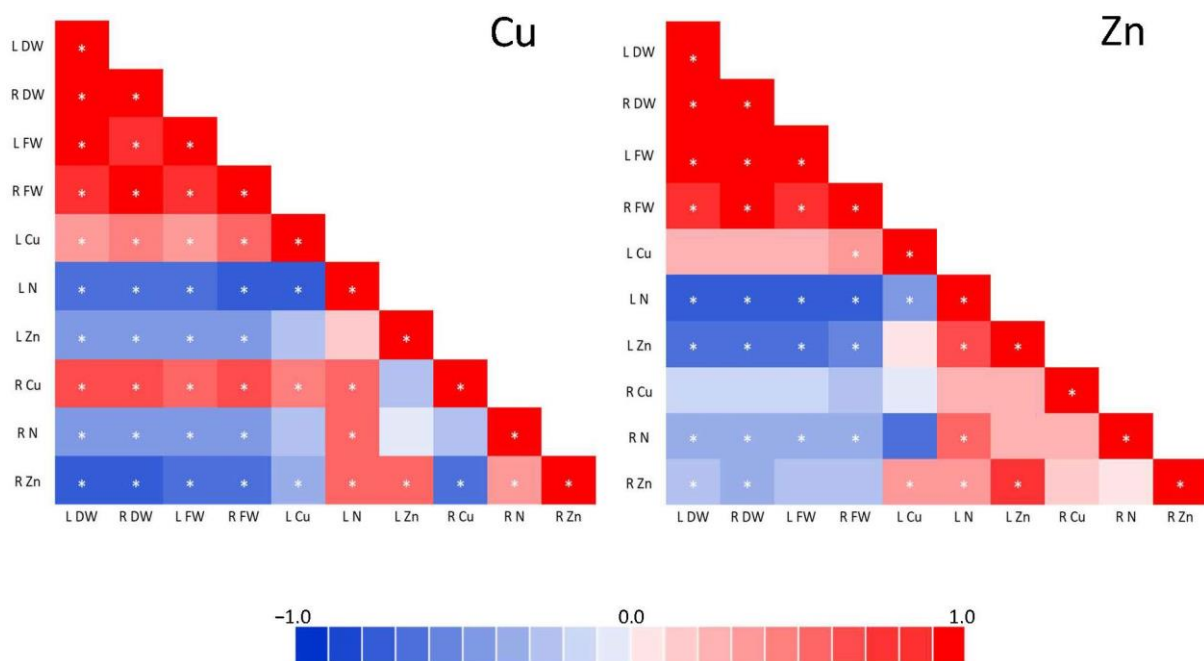 Cu
L DW *
R DW * *
L FW * * *
R FW * * * *
L Cu * * * * *
L N * * * * * *
L Zn * * * * *
R Cu * * * * * * *
R N * * * * * *
R Zn * * * * * * * * * *
L DW R DW L FW R FW L Cu L N L Zn R Cu R N R Zn
Zn
L DW *
R DW * *
L FW * * *
R FW * * * *
L Cu * *
L N * * * * * *
L Zn * * * * * *
R Cu *
R N * * * * * *
R Zn * * * * * *
L DW R DW L FW R FW L Cu L N L Zn R Cu R N R Zn
−1.0 0.0 1.0